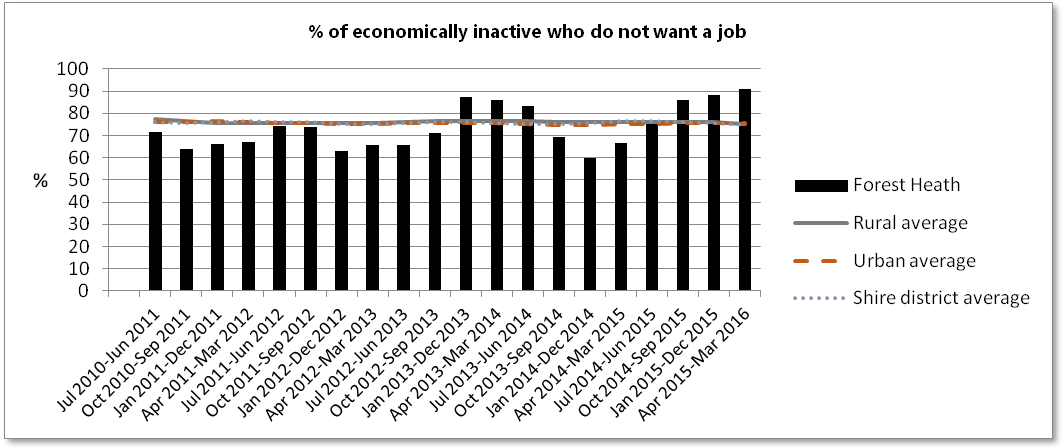 % of economically inactive who do not want a job
100
90
80
70
60
50
40
30
20
10
0
%
Jul 2010-Jun 2011
Oct 2010-Sep 2011
Jan 2011-Dec 2011
Apr 2011-Mar 2012
Jul 2011-Jun 2012
Oct 2011-Sep 2012
Jan 2012-Dec 2012
Apr 2012-Mar 2013
Jul 2012-Jun 2013
Oct 2012-Sep 2013
Jan 2013-Dec 2013
Apr 2013-Mar 2014
Jul 2013-Jun 2014
Oct 2013-Sep 2014
Jan 2014-Dec 2014
Apr 2014-Mar 2015
Jul 2014-Jun 2015
Oct 2014-Sep 2015
Jan 2015-Dec 2015
Apr 2015-Mar 2016
Forest Heath
Rural average
Urban average
Shire district average